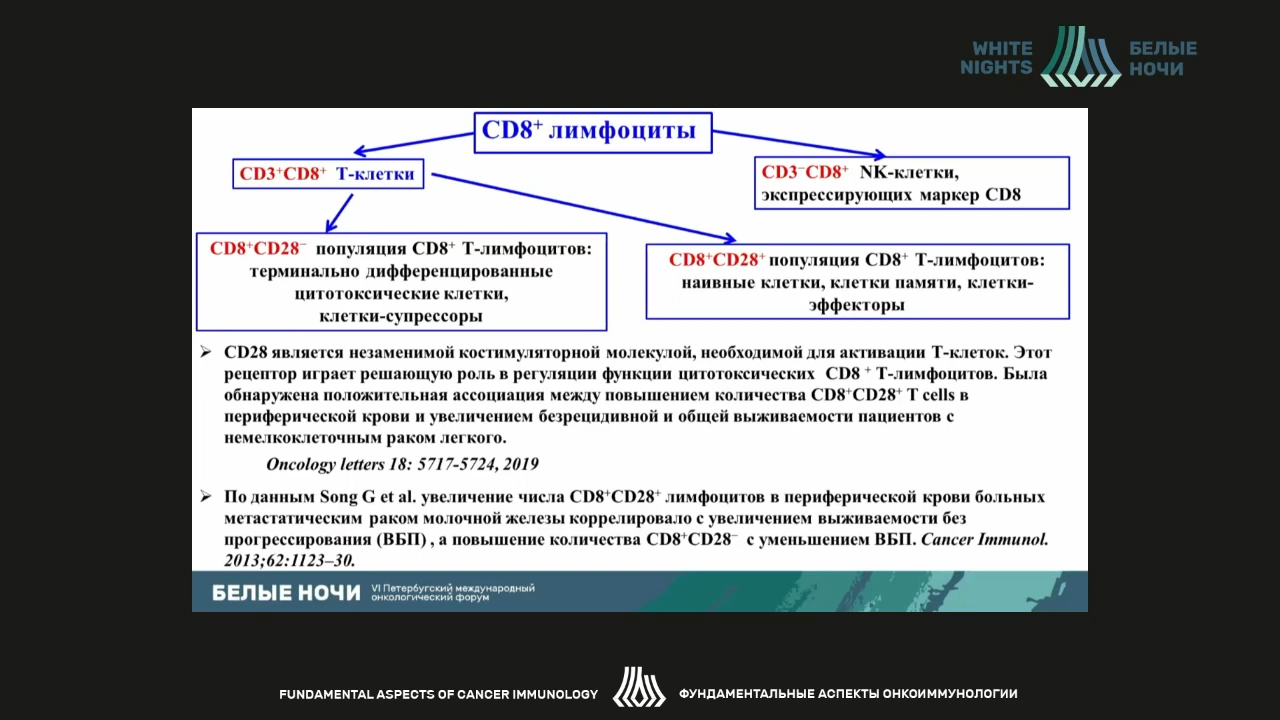 WHITE
NIGHTS
БЕЛЫЕ
НОЧИ
CD8⁺ лимфоциты
CD3⁺CD8⁺ Т-клетки
CD3⁻CD8⁺ NK-клетки,
экспрессирующих маркер CD8
CD8⁺CD28⁻ популяция CD8⁺ Т-лимфоцитов:
терминально дифференцированные
цитотоксические клетки,
клетки-супрессоры
CD8⁺CD28⁺ популяция CD8⁺ Т-лимфоцитов:
наивные клетки, клетки памяти, клетки-
эффекторы
➢ CD28 является незаменимой костимуляторной молекулой, необходимой для активации Т-клеток. Этот
рецептор играет решающую роль в регуляции функции цитотоксических CD8 ⁺ Т-лимфоцитов. Была
обнаружена положительная ассоциация между повышением количества CD8⁺CD28⁺ T cells в
периферической крови и увеличением безрецидивной и общей выживаемости пациентов с
немелкоклеточным раком легкого.
Oncology letters 18: 5717-5724, 2019
➢ По данным Song G et al. увеличение числа CD8⁺CD28⁺ лимфоцитов в периферической крови больных
метастатическим раком молочной железы коррелировало с увеличением выживаемости без
прогрессирования (ВБП) , а повышение количества CD8⁺CD28⁻ с уменьшением ВБП. Cancer Immunol.
2013;62:1123–30.
БЕЛЫЕ НОЧИ
VI Петербугский международный
онкологический форум
FUNDAMENTAL ASPECTS OF CANCER IMMUNOLOGY
ФУНДАМЕНТАЛЬНЫЕ АСПЕКТЫ ОНКОИММУНОЛОГИИ